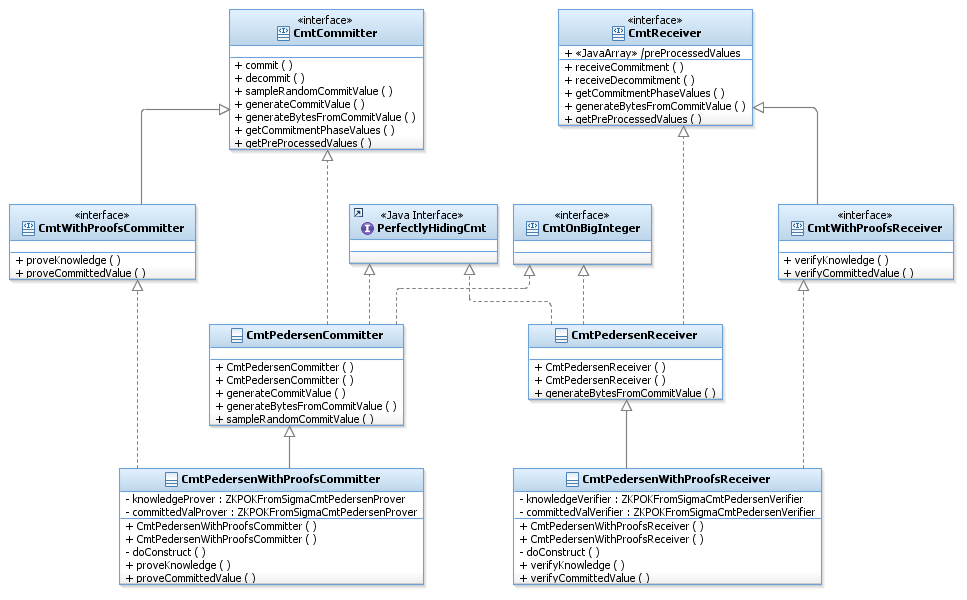 «interface»
CmtCommitter
+ commit ( )
+ decommit ( )
+ sampleRandomCommitValue ( )
+ generateCommitValue ( )
+ generateBytesFromCommitValue ( )
+ getCommitmentPhaseValues ( )
+ getPreProcessedValues ( )
«interface»
CmtReceiver
+ «JavaArray» /preProcessedValues
+ receiveCommitment ( )
+ receiveDecommitment ( )
+ getCommitmentPhaseValues ( )
+ generateBytesFromCommitValue ( )
+ getPreProcessedValues ( )
«interface»
CmtWithProofsCommitter
+ proveKnowledge ( )
+ proveCommittedValue ( )
«Java Interface»
I PerfectlyHidingCmt
«interface»
CmtOnBigInteger
«interface»
CmtWithProofsReceiver
+ verifyKnowledge ( )
+ verifyCommittedValue ( )
CmtPedersenCommitter
+ CmtPedersenCommitter ( )
+ CmtPedersenCommitter ( )
+ generateCommitValue ( )
+ generateBytesFromCommitValue ( )
+ sampleRandomCommitValue ( )
CmtPedersenReceiver
+ CmtPedersenReceiver ( )
+ CmtPedersenReceiver ( )
+ generateBytesFromCommitValue ( )
CmtPedersenWithProofsCommitter
- knowledgeProver : ZKPOKFromSigmaCmtPedersenProver
- committedValProver : ZKPOKFromSigmaCmtPedersenProver
+ CmtPedersenWithProofsCommitter ( )
+ CmtPedersenWithProofsCommitter ( )
- doConstruct ( )
+ proveKnowledge ( )
+ proveCommittedValue ( )
CmtPedersenWithProofsReceiver
- knowledgeVerifier : ZKPOKFromSigmaCmtPedersenVerifier
- committedValVerifier : ZKPOKFromSigmaCmtPedersenVerifier
+ CmtPedersenWithProofsReceiver ( )
+ CmtPedersenWithProofsReceiver ( )
- doConstruct ( )
+ verifyKnowledge ( )
+ verifyCommittedValue ( )